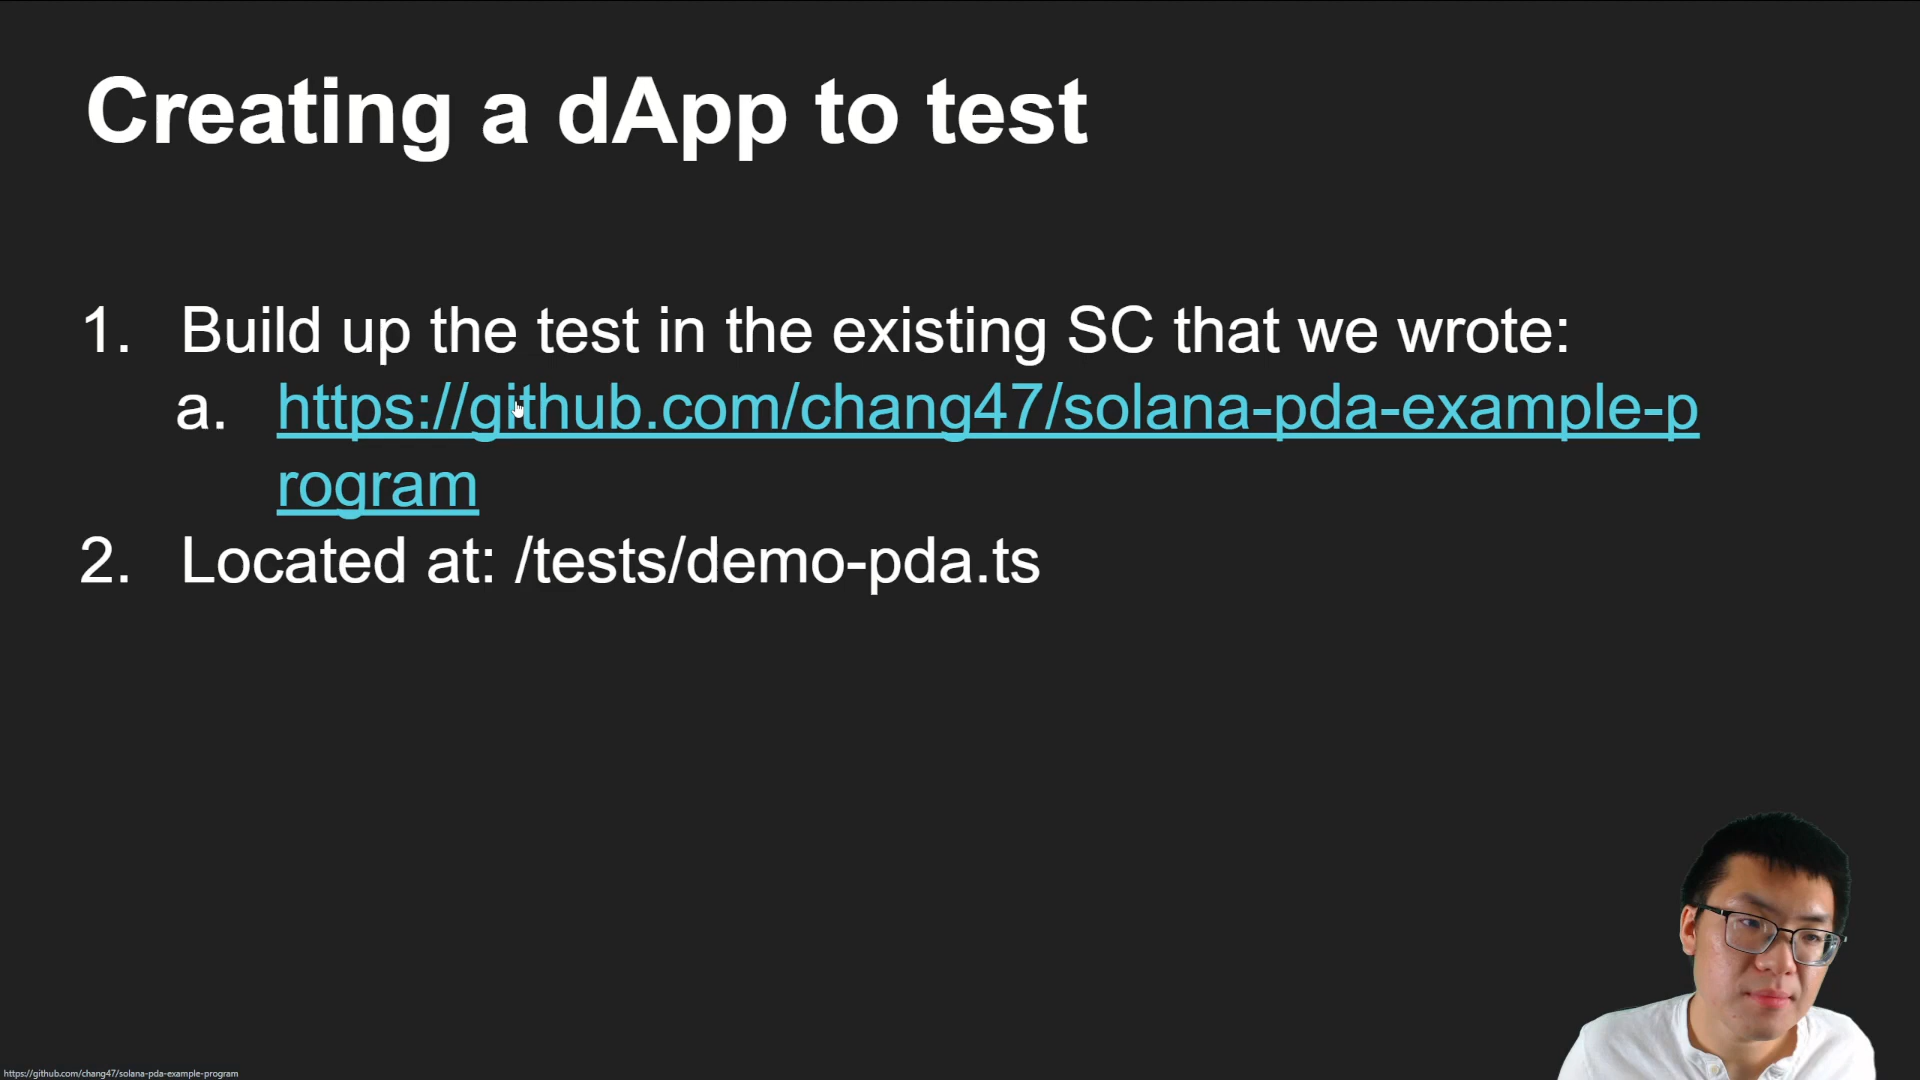 Creating a dApp to test
1. Build up the test in the existing SC that we wrote:
a. https://github.com/chang47/solana-pda-example-p
rogram
2. Located at: /tests/demo-pda.ts
https://github.com/chang47/solana-pda-example-program